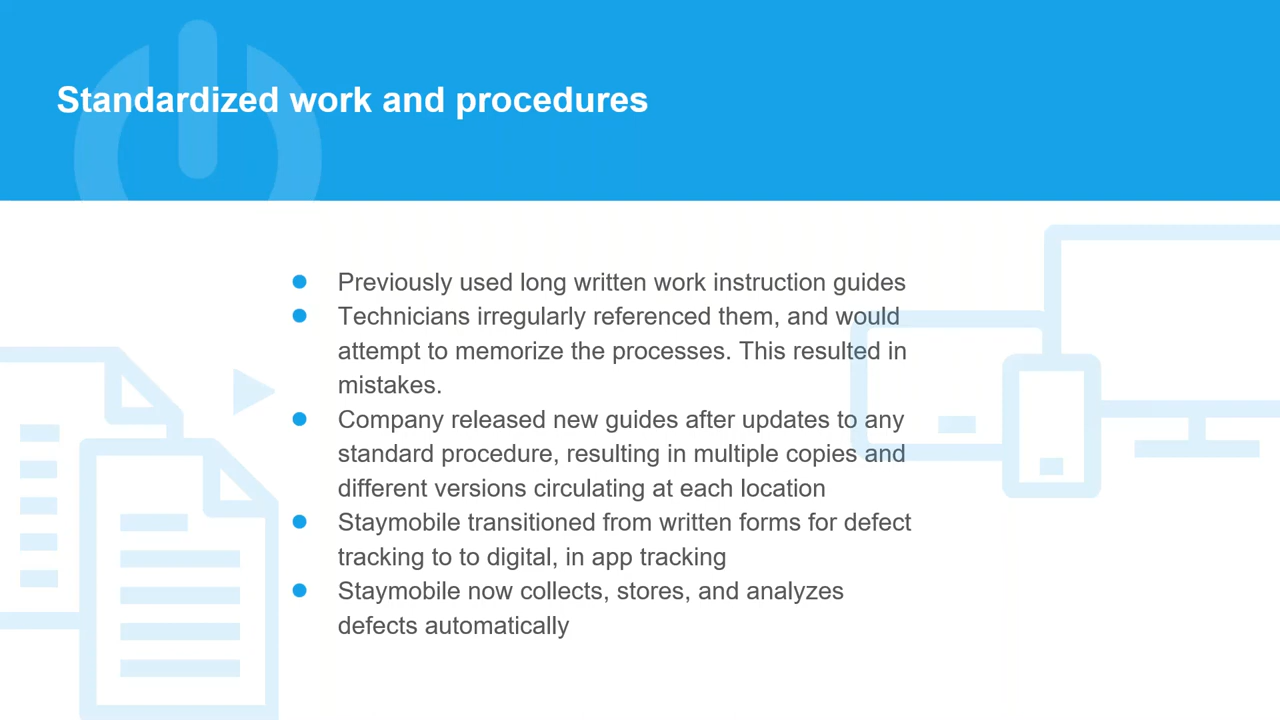 Standardized work and procedures
Previously used long written work instruction guides
Technicians irregularly referenced them, and would
attempt to memorize the processes. This resulted in
mistakes.
Company released new guides after updates to any
standard procedure, resulting in multiple copies and
different versions circulating at each location
Staymobile transitioned from written forms for defect
tracking to to digital, in app tracking
Staymobile now collects, stores, and analyzes
defects automatically